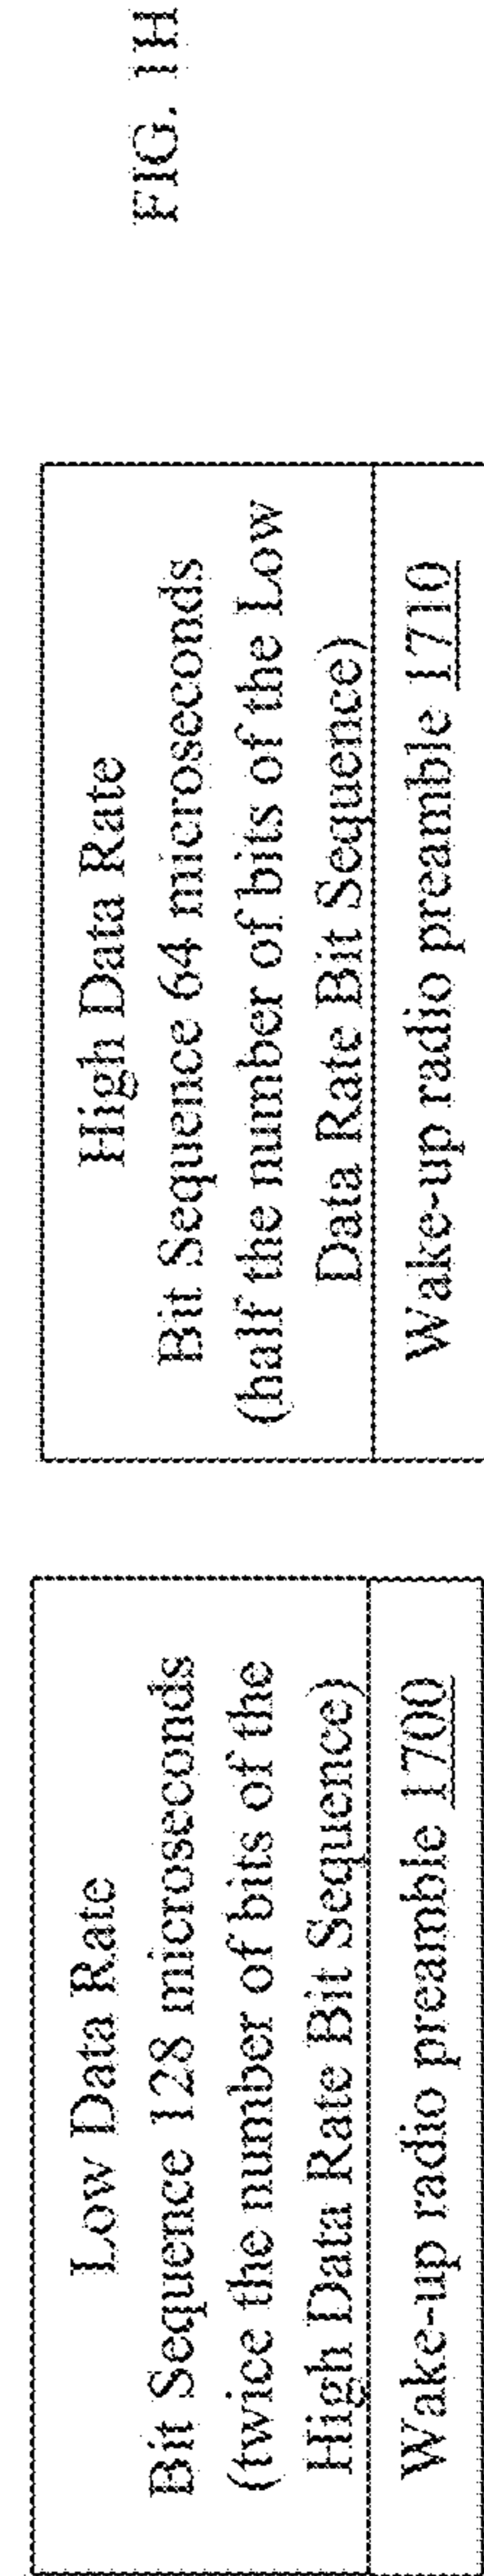 Low Data Rate
Bit Sequence 128 microseconds
(twice the number of bits of the
High Data Rate Bit Sequence)
Wake-up radio preamble 1700
High Data Rate
Bit Sequence 64 microseconds
(half the number of bits of the Low
Data Rate Bit Sequence)
Wake-up radio preamble 1710
FIG. 1H